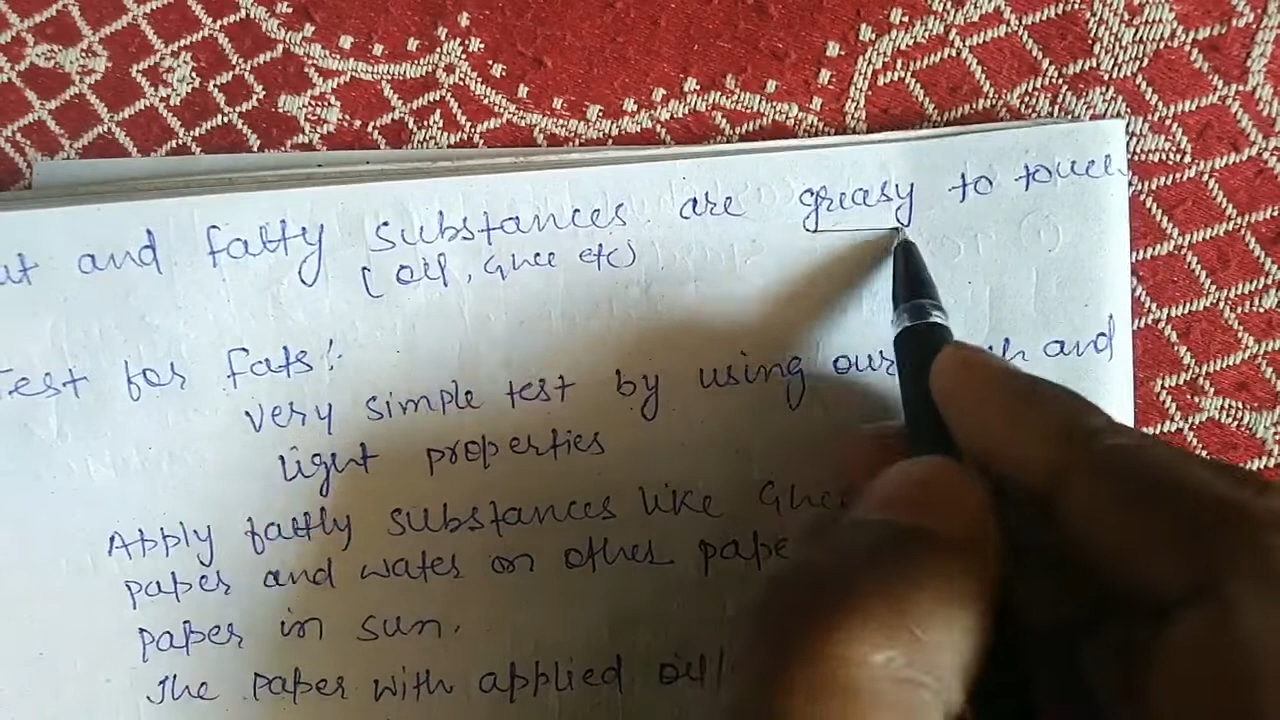 and fatty substances are greasy to touch.
(oil, Ghee etc)
Test for fats:
very simple test by using our and
light properties
Apply fattly substances like Ghee
paper and water on other pape
paper in sun.
The paper with applied oil/